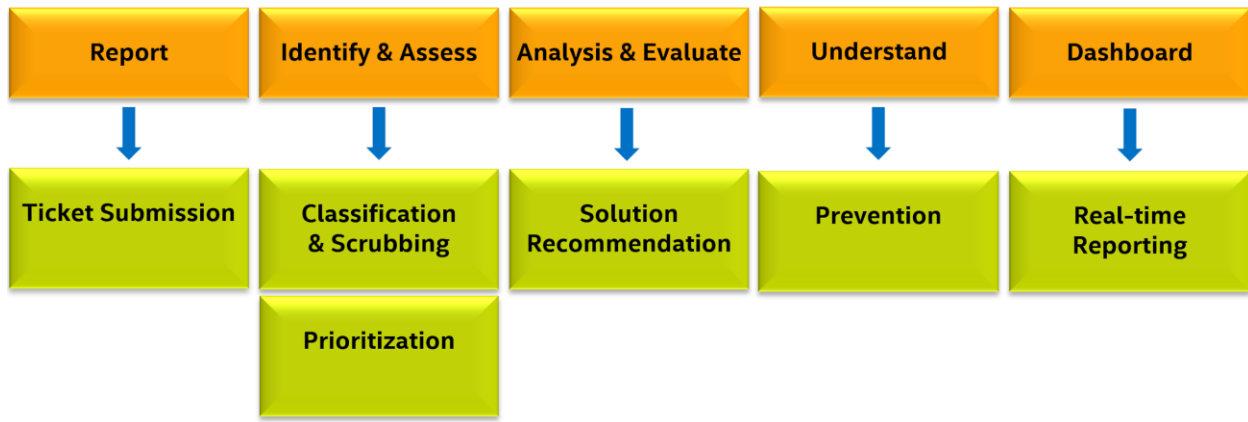 Report
Identify & Assess
Analysis & Evaluate
Understand
Dashboard
Ticket Submission
Classification
& Scrubbing
Solution
Recommendation
Prevention
Real-time
Reporting
Prioritization